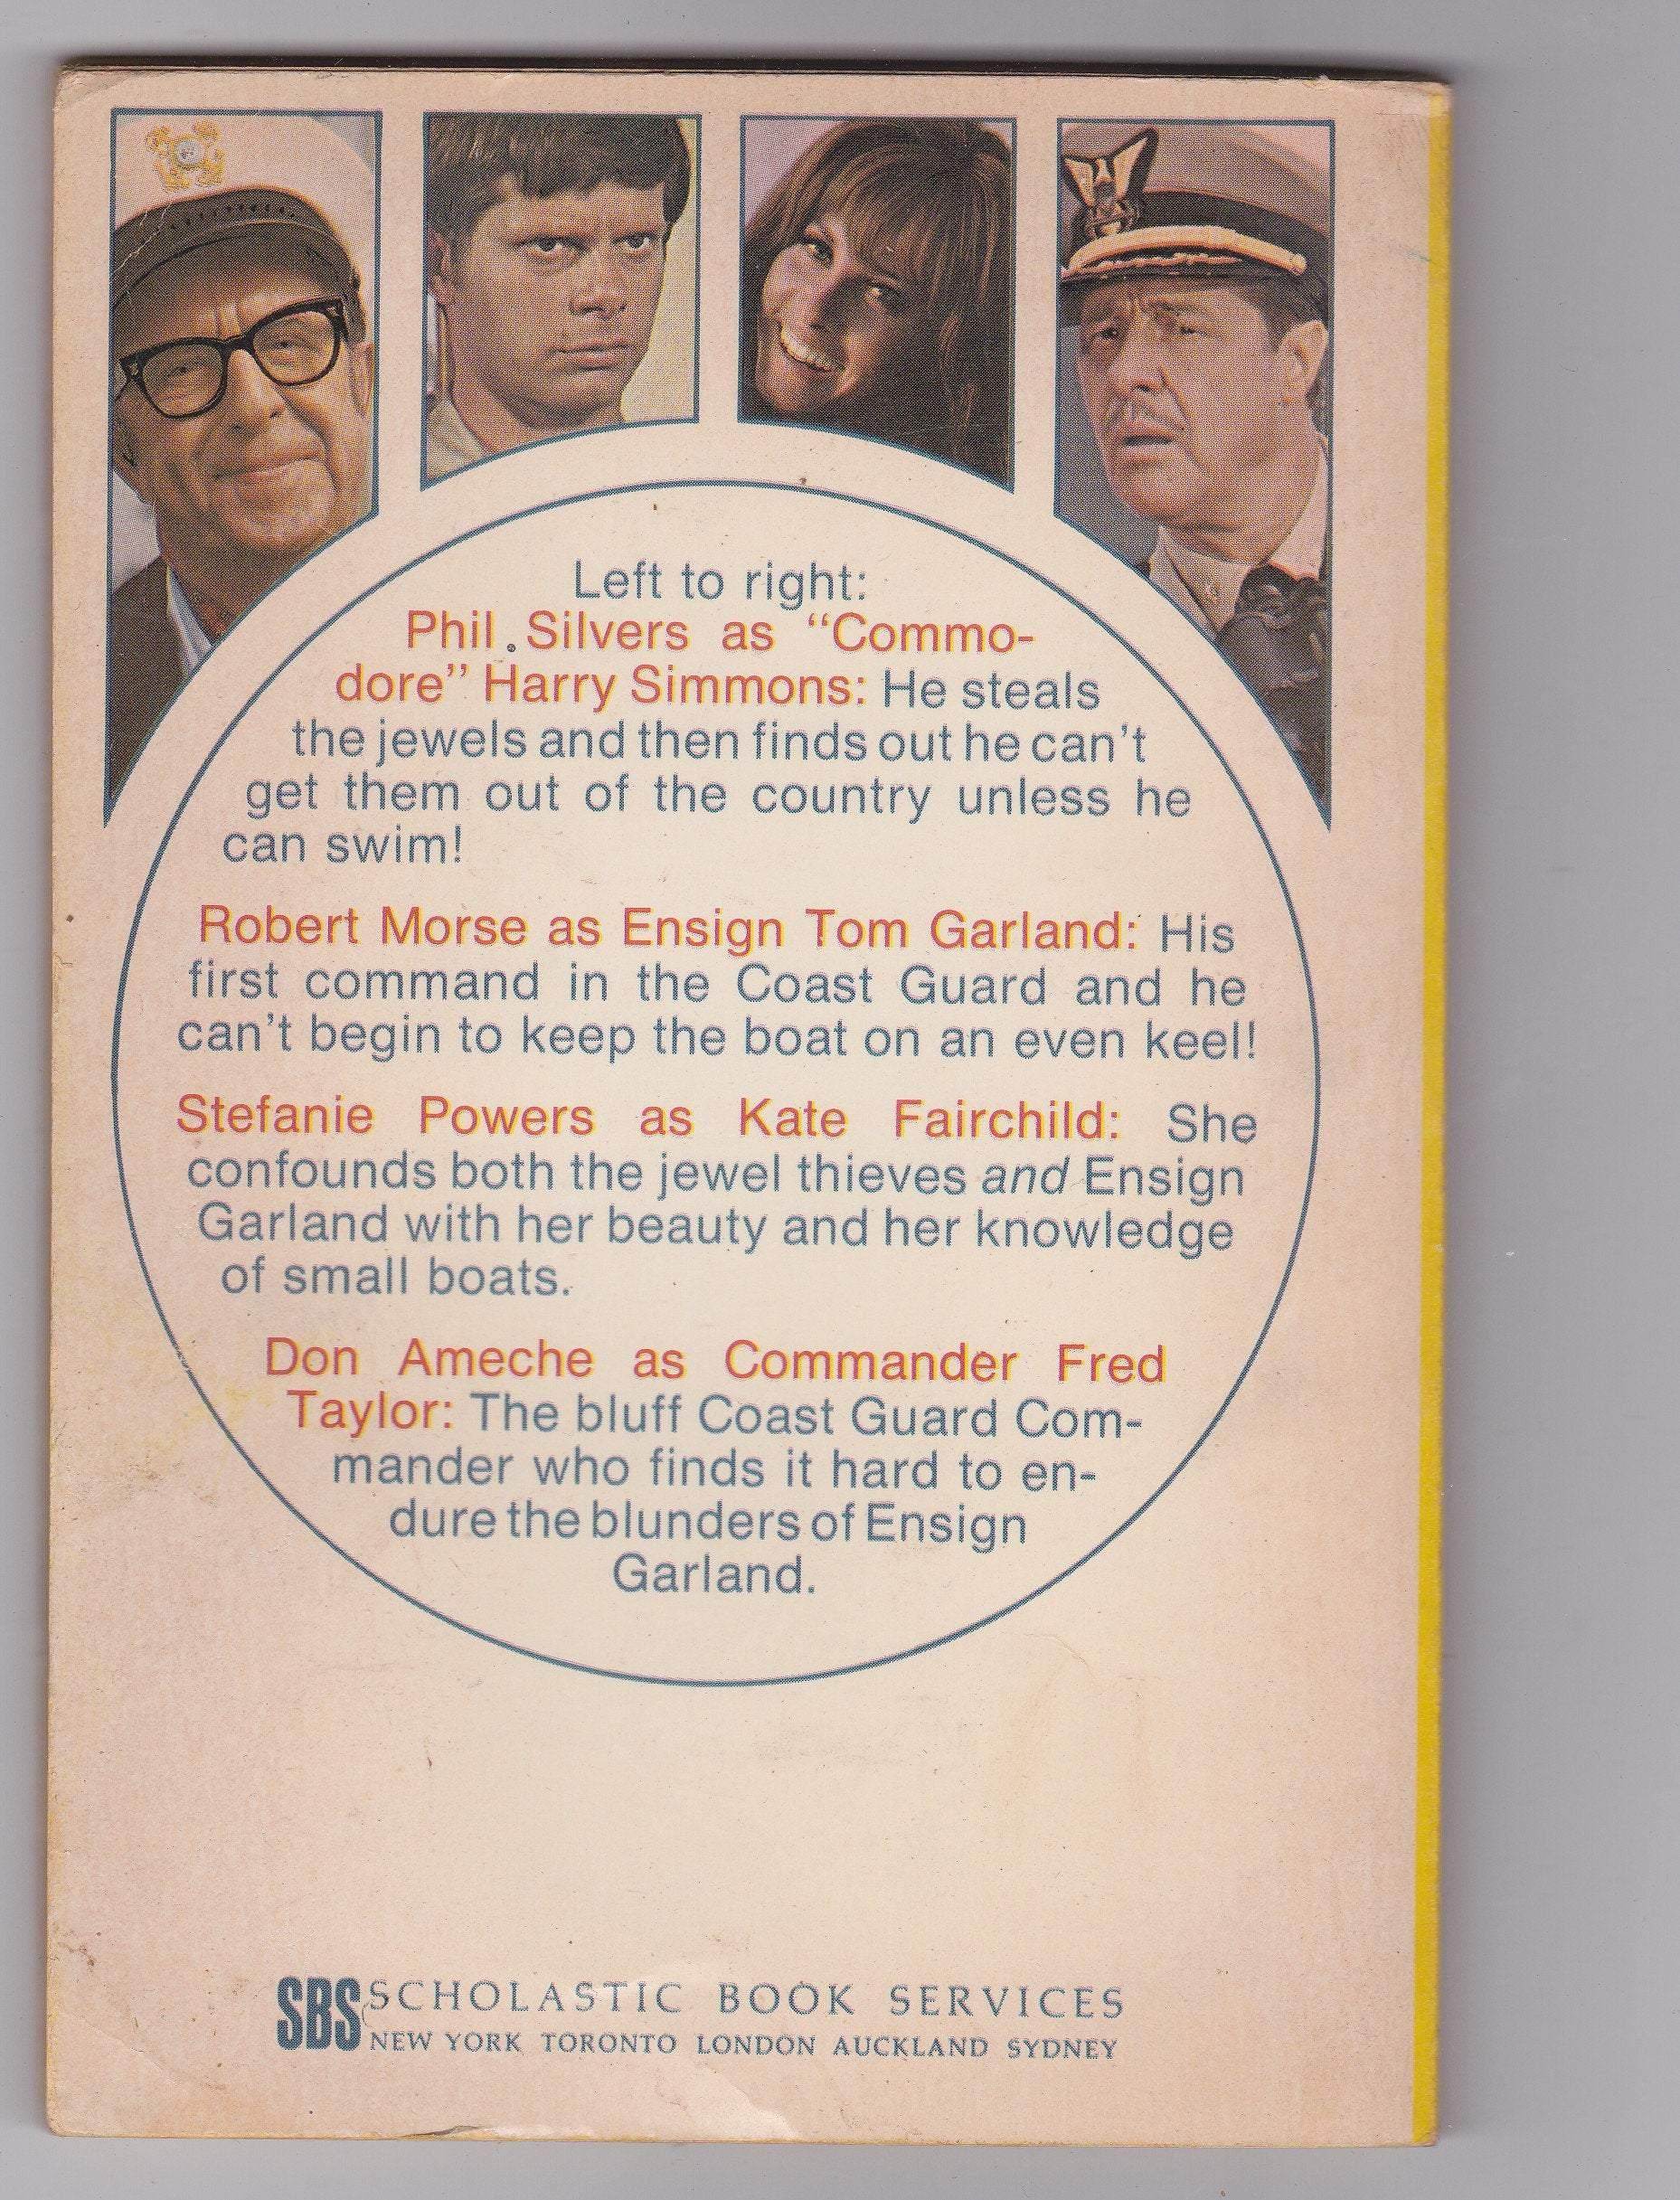 Left to right:
Phil Silvers as “Commo-
dore” Harry Simmons: He steals
the jewels and then finds out he can’t
get them out of the country unless he
can swim!
Robert Morse as Ensign Tom Garland: His
first command in the Coast Guard and he
can’t begin to keep the boat on an even keel!
Stefanie Powers as Kate Fairchild: She
confounds both the jewel thieves and Ensign
Garland with her beauty and her knowledge
of small boats.
Don Ameche as Commander Fred
Taylor: The bluff Coast Guard Com-
mander who finds it hard to en-
dure the blunders of Ensign
Garland.
SBS SCHOLASTIC BOOK SERVICES
NEW YORK TORONTO LONDON AUCKLAND SYDNEY